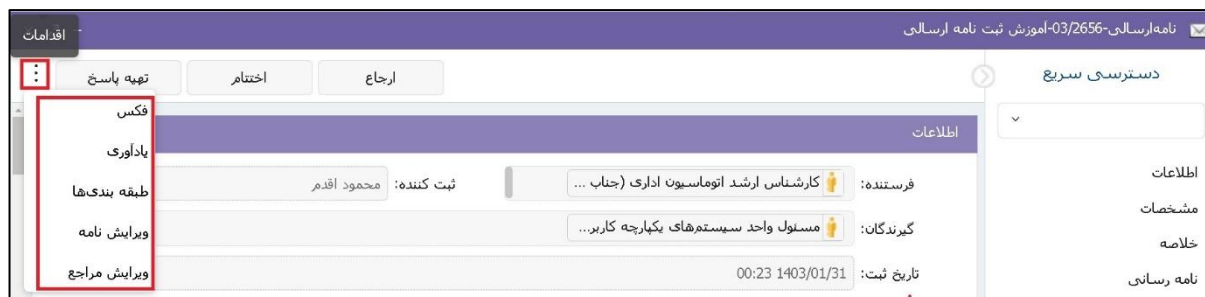 نامه‌ارسالی-03/2656-آموزش ثبت نامه ارسالی
اقدامات
دسترسی سریع
ارجاع
اختتام
تهیه پاسخ
فکس
یادآوری
طبقه بندی‌ها
ویرایش نامه
ویرایش مراجع
اطلاعات
فرستنده: کارشناس ارشد اتوماسیون اداری (جناب ...
ثبت کننده: محمود اقدم
گیرندگان: مسئول واحد سیستم‌های یکپارچه کاربر...
تاریخ ثبت: 1403/01/31 00:23
اطلاعات
مشخصات
خلاصه
نامه رسانی